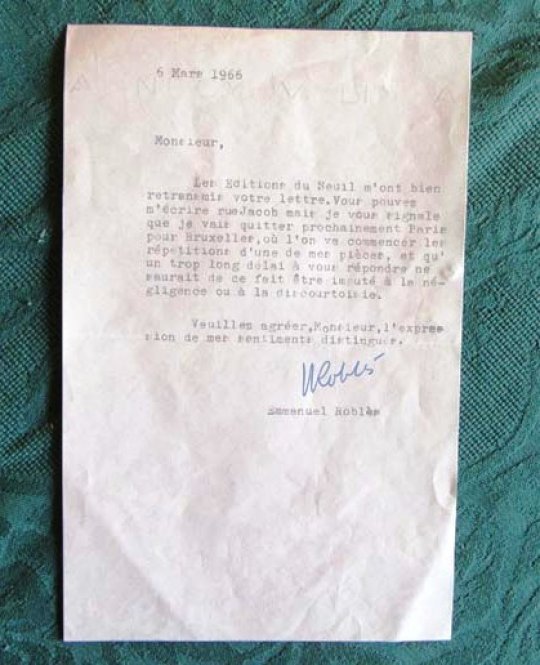 6 Mars 1966
Monsieur,
Les Editions du Seuil m'ont bien
retransmis votre lettre.Vous pouvez
m'écrire rueJacob mais je vous signale
que je vais quitter prochainement Paris
pour Bruxelles,où l'on va commencer les
répétitions d'une de mes pièces, et qu'
un trop long délai à vous répondre ne
saurait de ce fait être imputé à la né-
gligence ou à la discourtoisie.
Veuillez agréer,Monsieur,l'expres
sion de mes sentiments distingués.
Roblès
Emmanuel Roblès